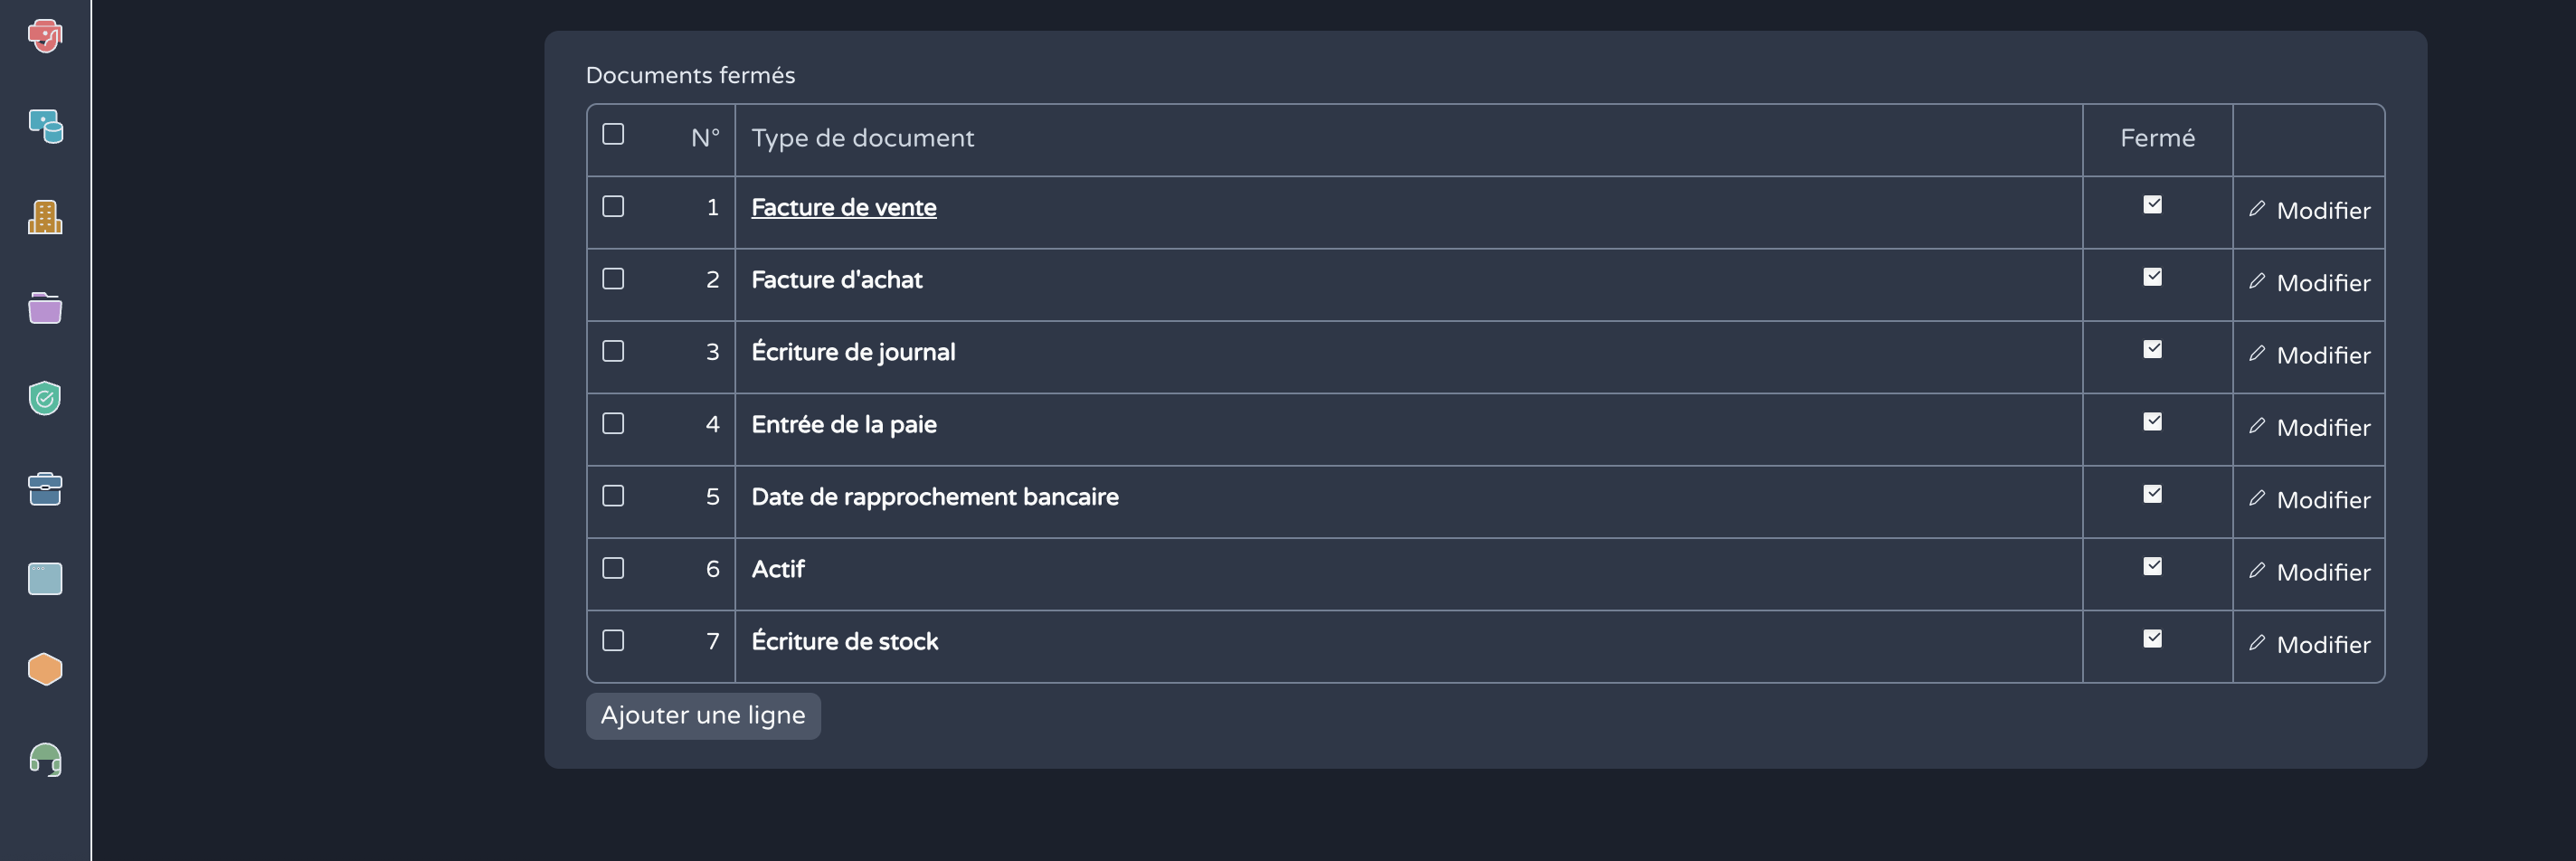 Documents fermés
N° Type de document Fermé
1 Facture de vente Modifier
2 Facture d'achat Modifier
3 Écriture de journal Modifier
4 Entrée de la paie Modifier
5 Date de rapprochement bancaire Modifier
6 Actif Modifier
7 Écriture de stock Modifier
Ajouter une ligne